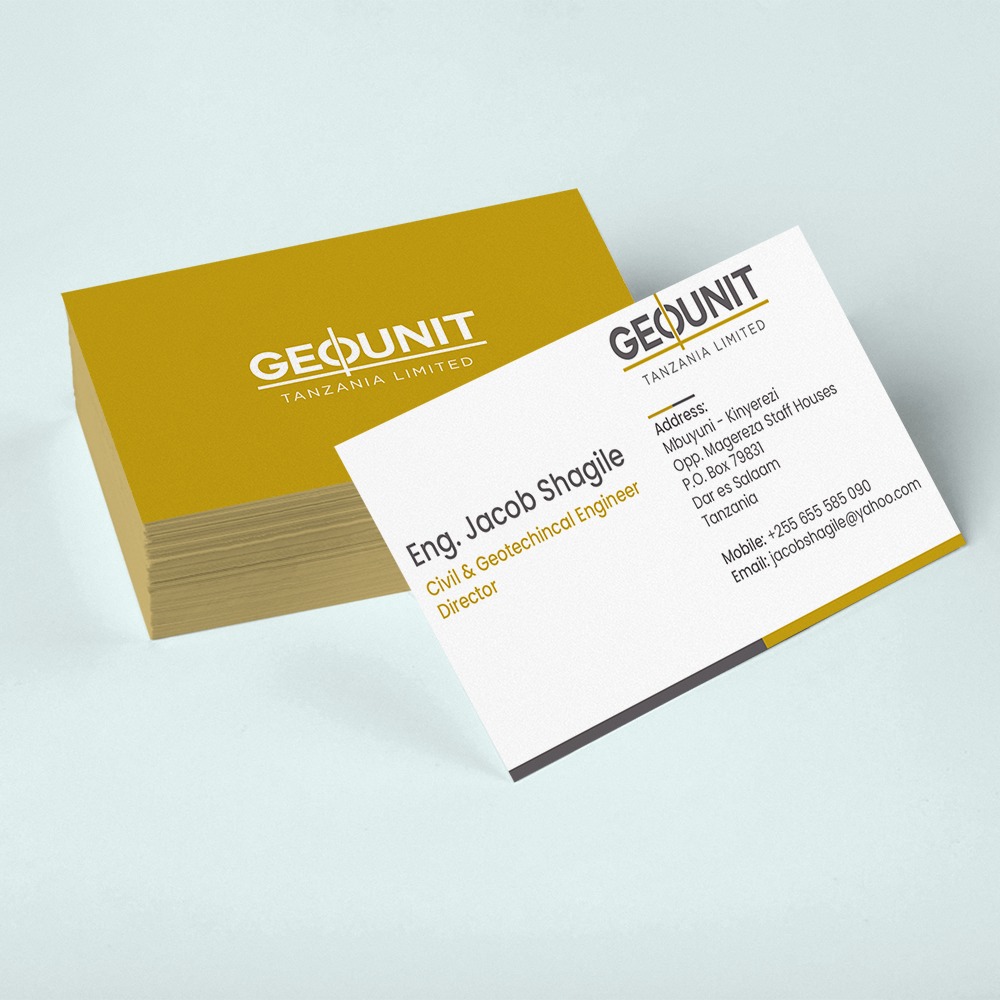 GEOUNIT
TANZANIA LIMITED
GEOUNIT
TANZANIA LIMITED
Eng. Jacob Shagile
Civil & Geotechincal Engineer
Director
Address:
Mbuyuni - Kinyerezi
Opp. Magereza Staff Houses
P.O. Box 79831
Dar es Salaam
Tanzania
Mobile: +255 655 585 090
Email: jacobshagile@yahoo.com